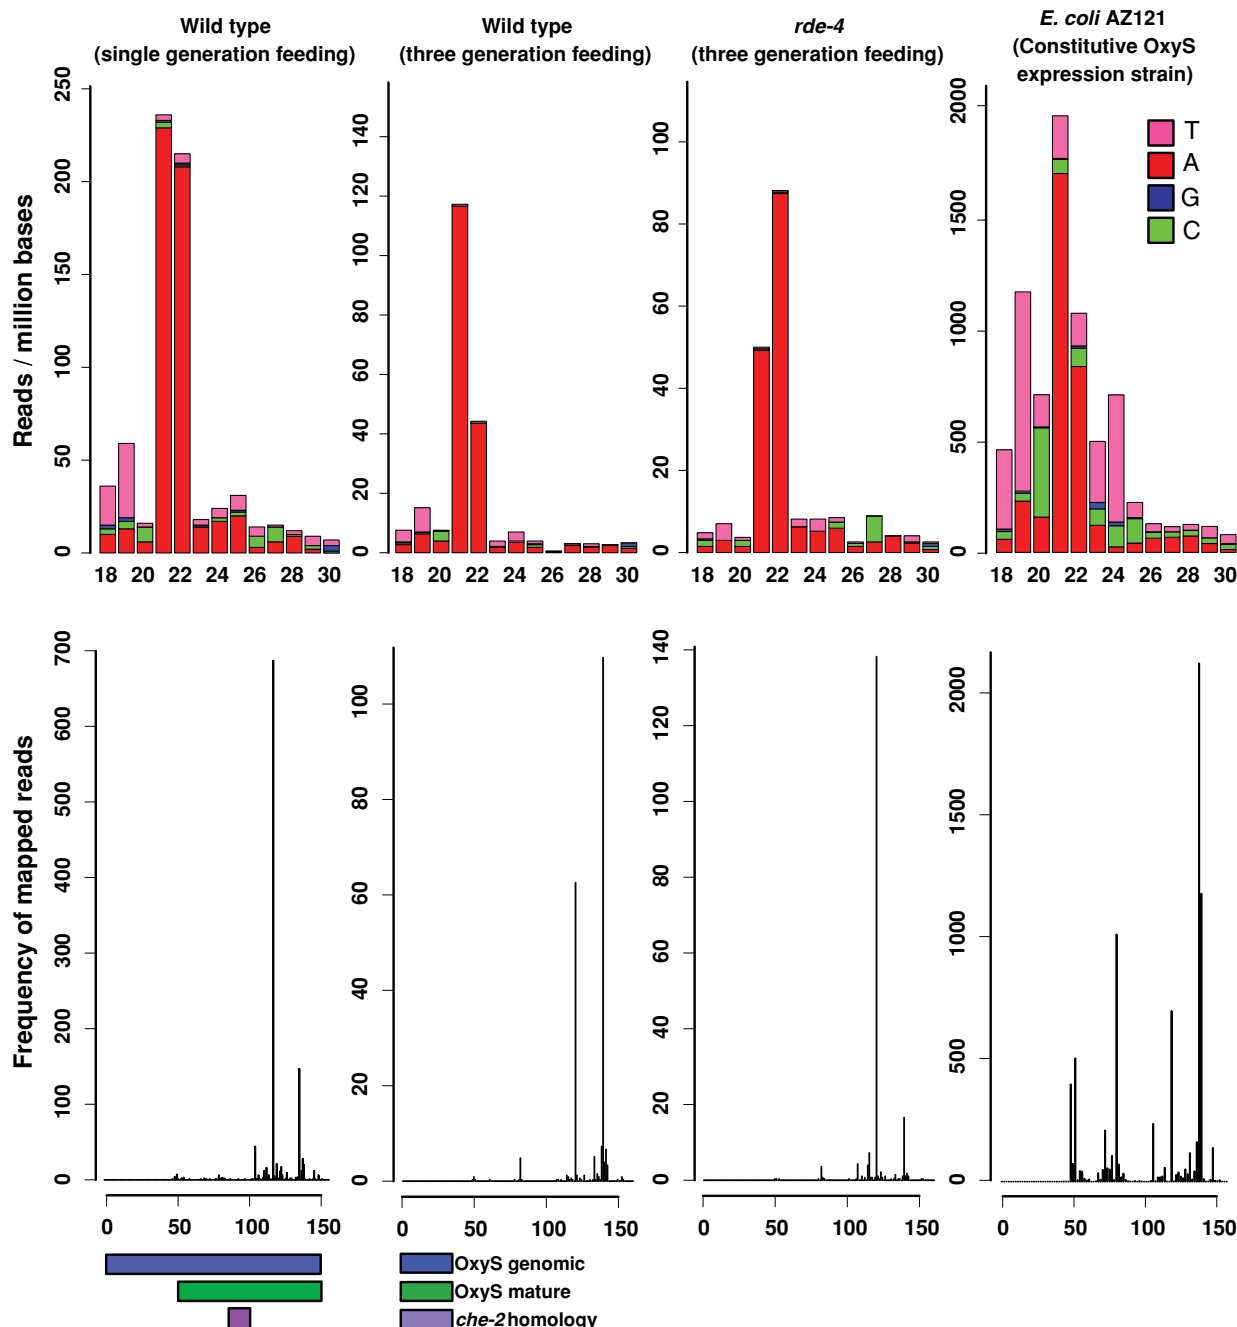 Wild type
(single generation feeding)
Wild type
(three generation feeding)
rde-4
(three generation feeding)
E. coli AZ121
(Constitutive OxyS
expression strain)
Reads / million bases
250
200
150
100
50
0
18 20 22 24 26 28 30
140
120
100
80
60
40
20
0
18 20 22 24 26 28 30
100
80
60
40
20
0
18 20 22 24 26 28 30
2000
1500
1000
500
0
18 20 22 24 26 28 30
T
A
G
C
Frequency of mapped reads
700
600
500
400
300
200
100
0
0 50 100 150
100
80
60
40
20
0
0 50 100 150
140
120
100
80
60
40
20
0
0 50 100 150
2000
1500
1000
500
0
0 50 100 150
OxyS genomic
OxyS mature
che-2 homology